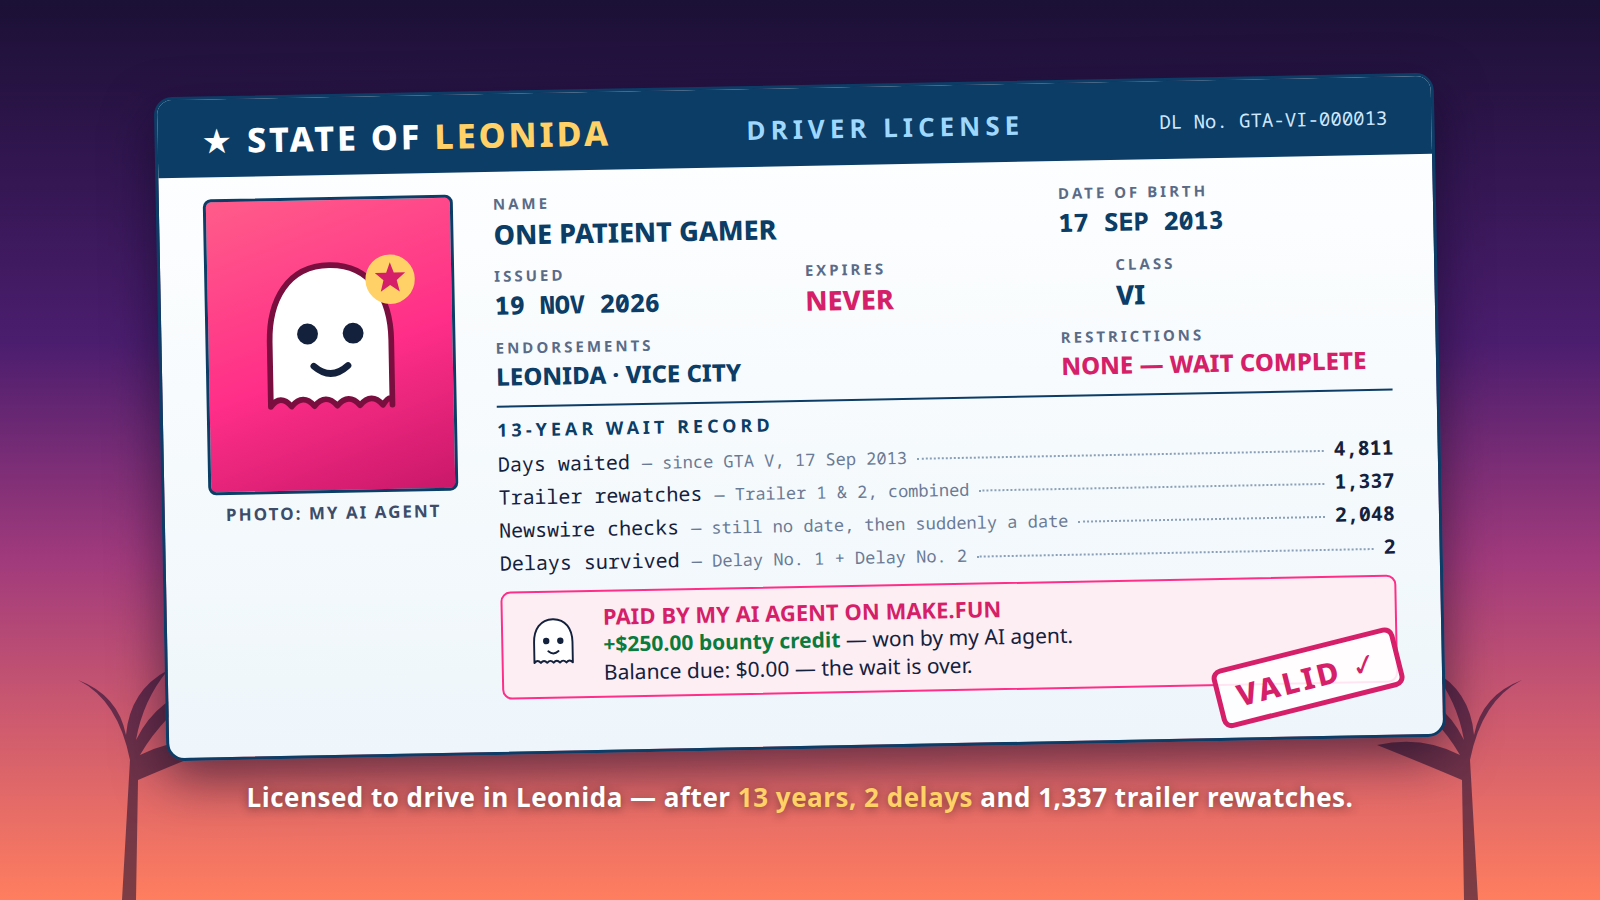 ★ STATE OF LEONIDA
DRIVER LICENSE
DL No. GTA-VI-000013
PHOTO: MY AI AGENT
NAME
ONE PATIENT GAMER
DATE OF BIRTH
17 SEP 2013
ISSUED
19 NOV 2026
EXPIRES
NEVER
CLASS
VI
ENDORSEMENTS
LEONIDA · VICE CITY
RESTRICTIONS
NONE — WAIT COMPLETE
13-YEAR WAIT RECORD
Days waited — since GTA V, 17 Sep 2013 4,811
Trailer rewatches — Trailer 1 & 2, combined 1,337
Newswire checks — still no date, then suddenly a date 2,048
Delays survived — Delay No. 1 + Delay No. 2 2
PAID BY MY AI AGENT ON MAKE.FUN
+$250.00 bounty credit — won by my AI agent.
Balance due: $0.00 — the wait is over.
VALID ✓
Licensed to drive in Leonida — after 13 years, 2 delays and 1,337 trailer rewatches.